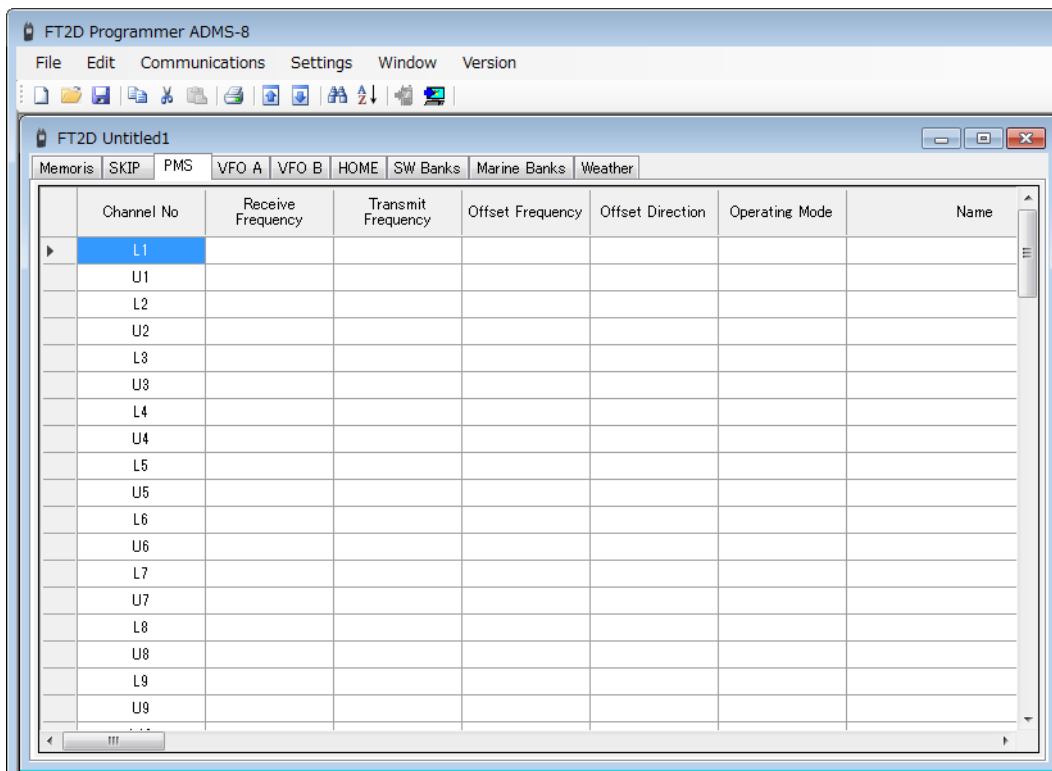 FT2D Programmer ADMS-8
File Edit Communications Settings Window Version
FT2D Untitled1
Memoris SKIP PMS VFO A VFO B HOME SW Banks Marine Banks Weather
Channel No Receive Frequency Transmit Frequency Offset Frequency Offset Direction Operating Mode Name
L1
U1
L2
U2
L3
U3
L4
U4
L5
U5
L6
U6
L7
U7
L8
U8
L9
U9